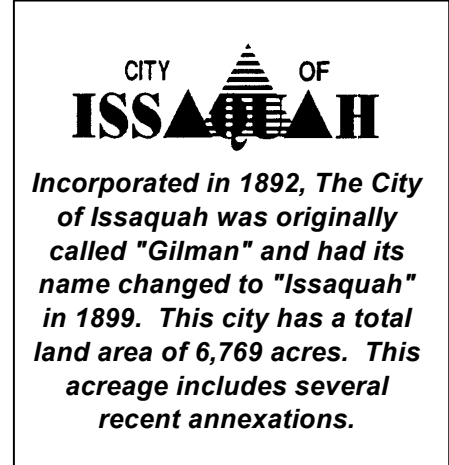 CITY OF
ISSAQUAH
Incorporated in 1892, The City
of Issaquah was originally
called "Gilman" and had its
name changed to "Issaquah"
in 1899. This city has a total
land area of 6,769 acres. This
acreage includes several
recent annexations.